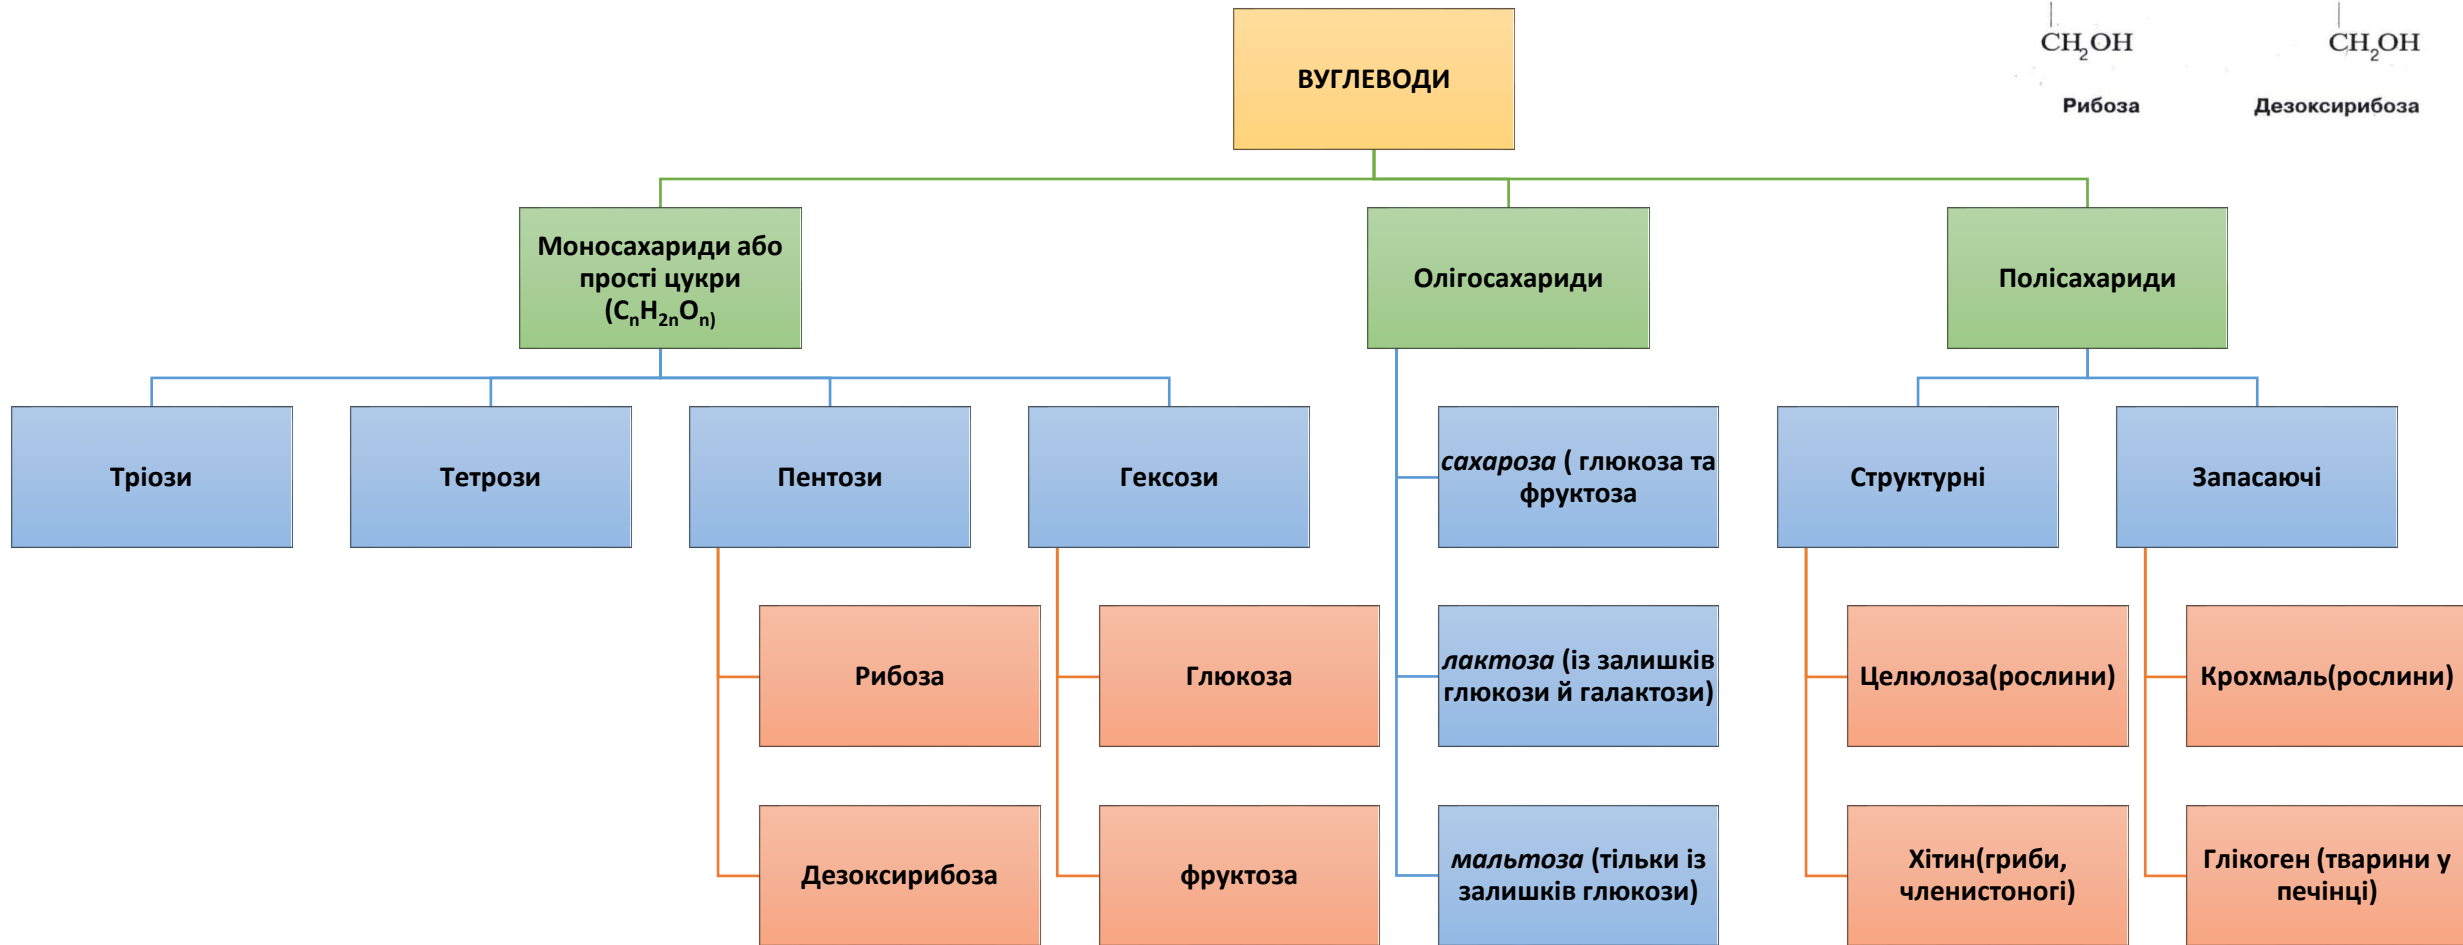 ВУГЛЕВОДИ
CH₂OH
CH₂OH
Рибоза
Дезоксирибоза
Моносахариди або
прості цукри
(CₙH₂ₙOₙ)
Олігосахариди
Полісахариди
Тріози
Тетрози
Пентози
Гексози
сахароза ( глюкоза та
фруктоза
Структурні
Запасаючі
Рибоза
Глюкоза
лактоза (із залишків
глюкози й галактози)
Целюлоза(рослини)
Крохмаль(рослини)
Дезоксирибоза
фруктоза
мальтоза (тільки із
залишків глюкози)
Хітин(гриби,
членистоногі)
Глікоген (тварини у
печінці)